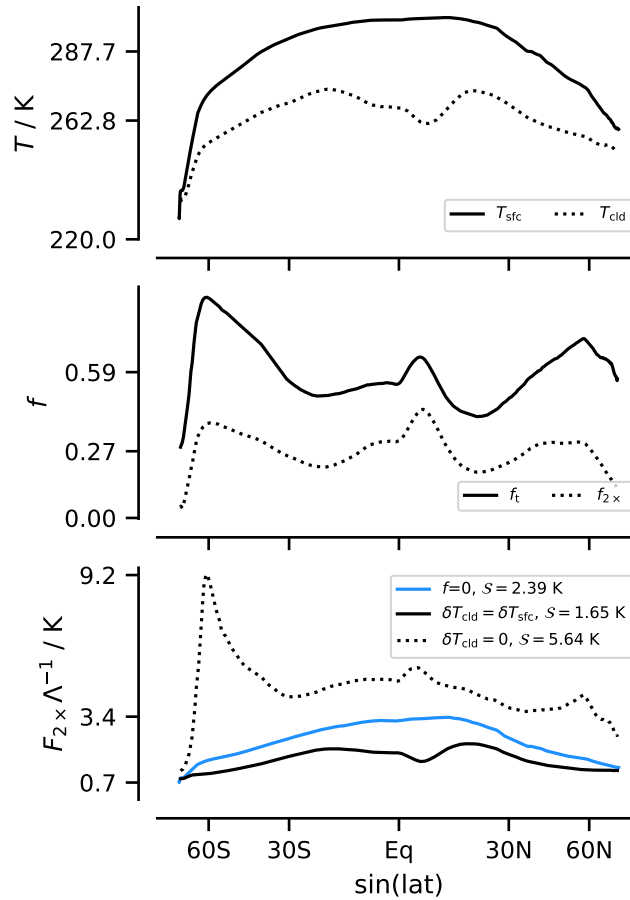 287.7
262.8
220.0
T / K
T_sfc
T_cld
0.59
0.27
0.00
f
f_t
f_2×
9.2
3.4
0.7
F_2× Λ⁻¹ / K
f=0, 𝒮 = 2.39 K
δT_cld = δT_sfc, 𝒮 = 1.65 K
δT_cld = 0, 𝒮 = 5.64 K
60S 30S Eq 30N 60N
sin(lat)